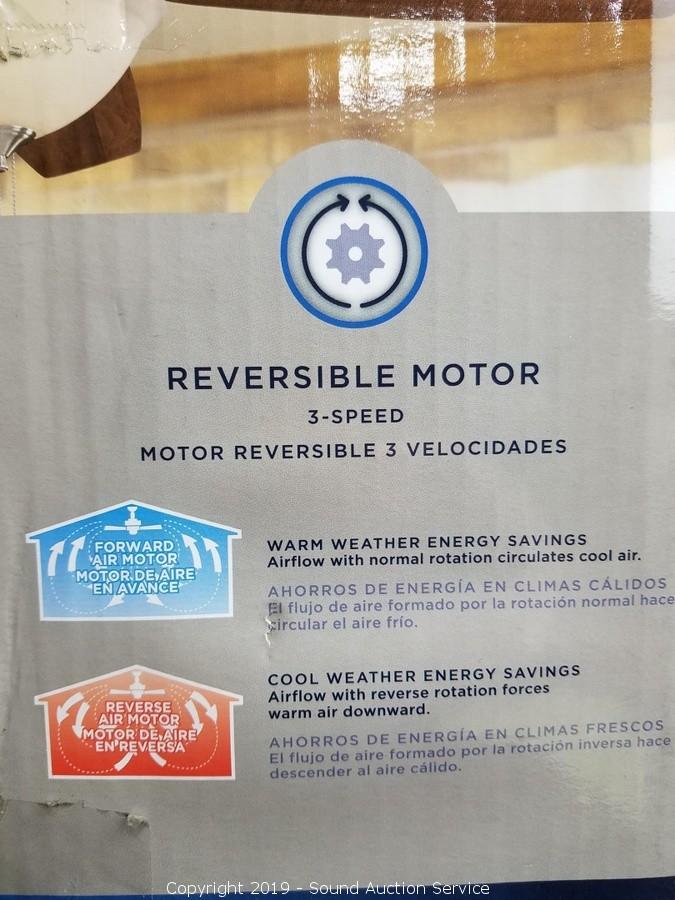 REVERSIBLE MOTOR
3-SPEED
MOTOR REVERSIBLE 3 VELOCIDADES
FORWARD
AIR MOTOR
MOTOR DE AIRE
EN AVANCE
WARM WEATHER ENERGY SAVINGS
Airflow with normal rotation circulates cool air.
AHORROS DE ENERGÍA EN CLIMAS CÁLIDOS
El flujo de aire formado por la rotación normal hace
circular el aire frío.
REVERSE
AIR MOTOR
MOTOR DE AIRE
EN REVERSA
COOL WEATHER ENERGY SAVINGS
Airflow with reverse rotation forces
warm air downward.
AHORROS DE ENERGÍA EN CLIMAS FRESCOS
El flujo de aire formado por la rotación inversa hace
descender al aire cálido.
Copyright 2019 - Sound Auction Service